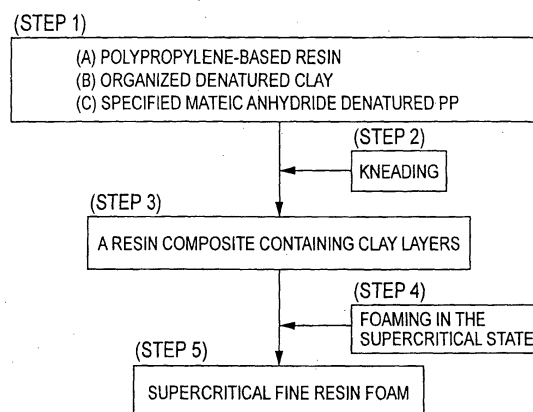 (STEP 1)
(A) POLYPROPYLENE-BASED RESIN
(B) ORGANIZED DENATURED CLAY
(C) SPECIFIED MATEIC ANHYDRIDE DENATURED PP
(STEP 2)
KNEADING
(STEP 3)
A RESIN COMPOSITE CONTAINING CLAY LAYERS
(STEP 4)
FOAMING IN THE
SUPERCRITICAL STATE
(STEP 5)
SUPERCRITICAL FINE RESIN FOAM